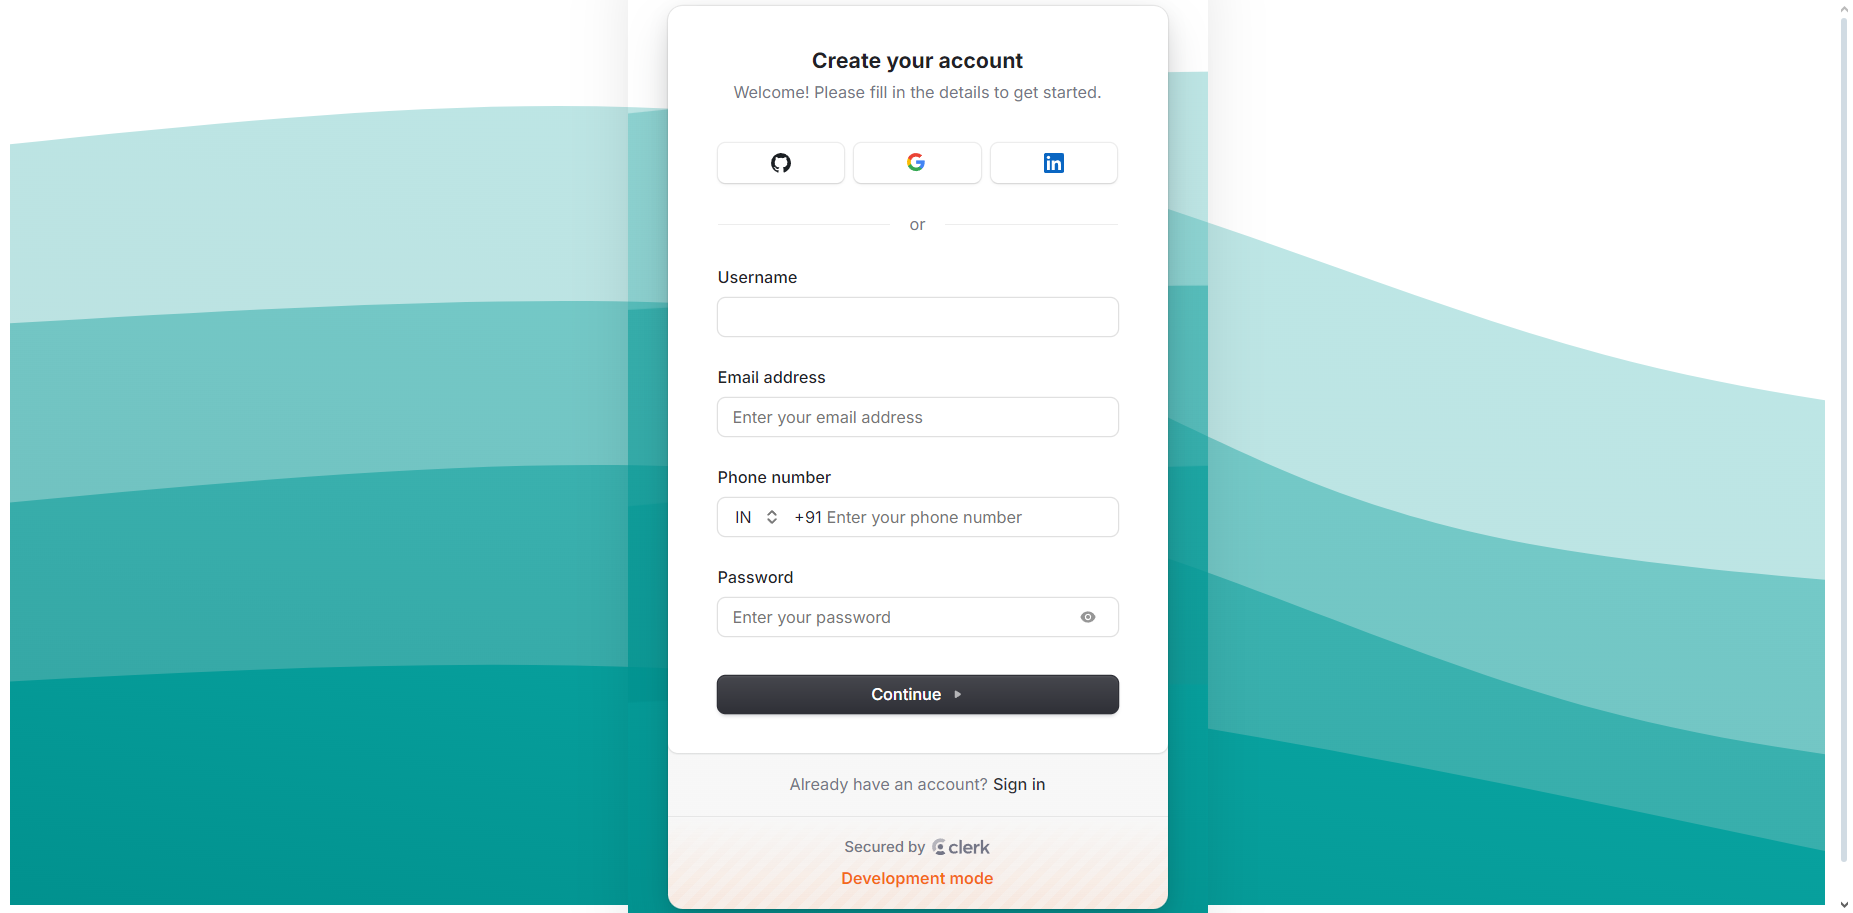 Create your account
Welcome! Please fill in the details to get started.
or
Username
Email address
Enter your email address
Phone number
IN +91 Enter your phone number
Password
Enter your password
Continue
Already have an account? Sign in
Secured by clerk
Development mode